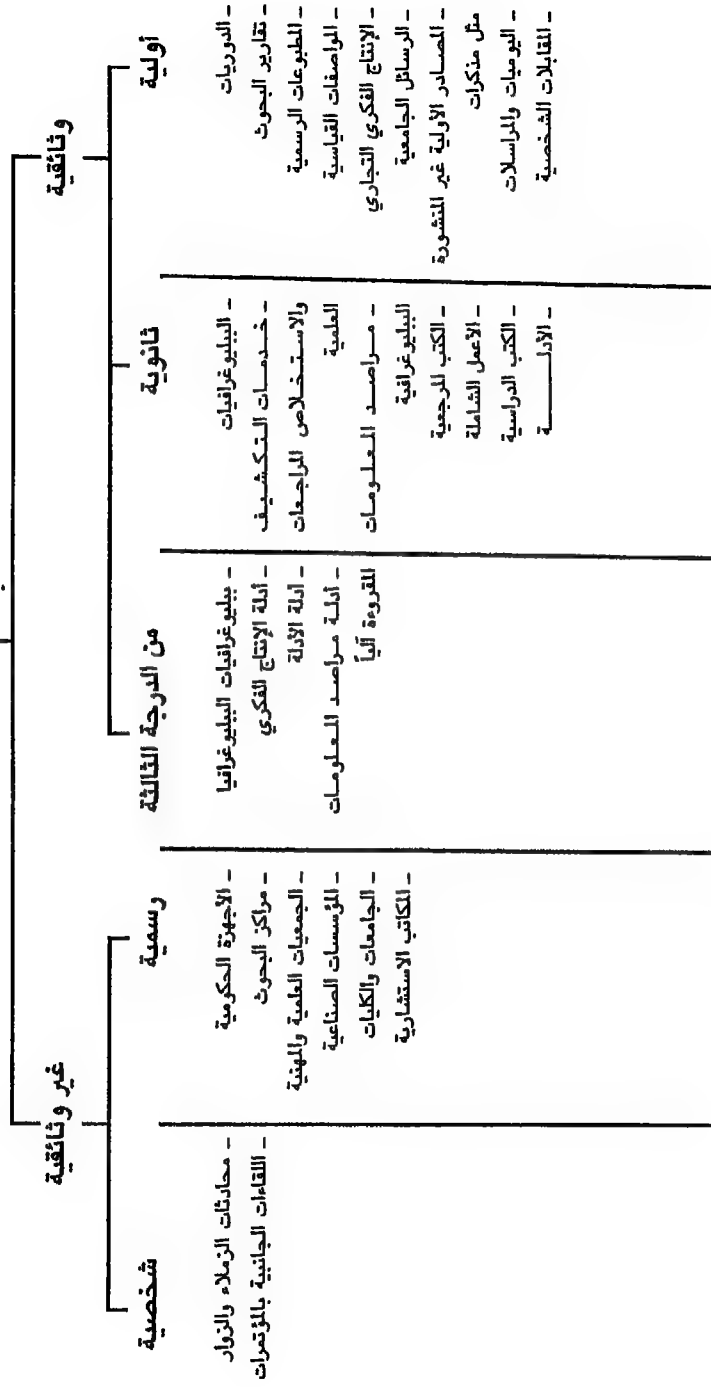 وثائقية
غير وثائقية
أولية
ثانوية
من الدرجة الثالثة
رسمية
شخصية
- الدوريات
- تقارير البحوث
- المطبوعات الرسمية
- المواصفات القياسية
- الإنتاج الفكري التجاري
- الرسائل الجامعية
- المصادر الأولية غير المنشورة
مثل مذكرات
- اليوميات والمراسلات
- المقابلات الشخصية
- الببليوغرافيات
- خدمات التكشيف
والاستخلاص المراجعات
العلمية
- مراصد المعلومات
الببليوغرافية
- الكتب المرجعية
- الأعمل الشاملة
- الكتب الدراسية
- الأدلـــــــة
- ببليوغرافيات الببليوغرافيا
- أدلة الإنتاج الفكري
- أدلة الأدلة
- أدلة مراصد المعلومات
المقروءة آلياً
- الأجهزة الحكومية
- مراكز البحوث
- الجمعيات العلمية والمهنية
- المؤسسات الصناعية
- الجامعات والكليات
- المكاتب الاستشارية
- محادثات الزملاء والزوار
- اللقاءات الجانبية بالمؤتمرات